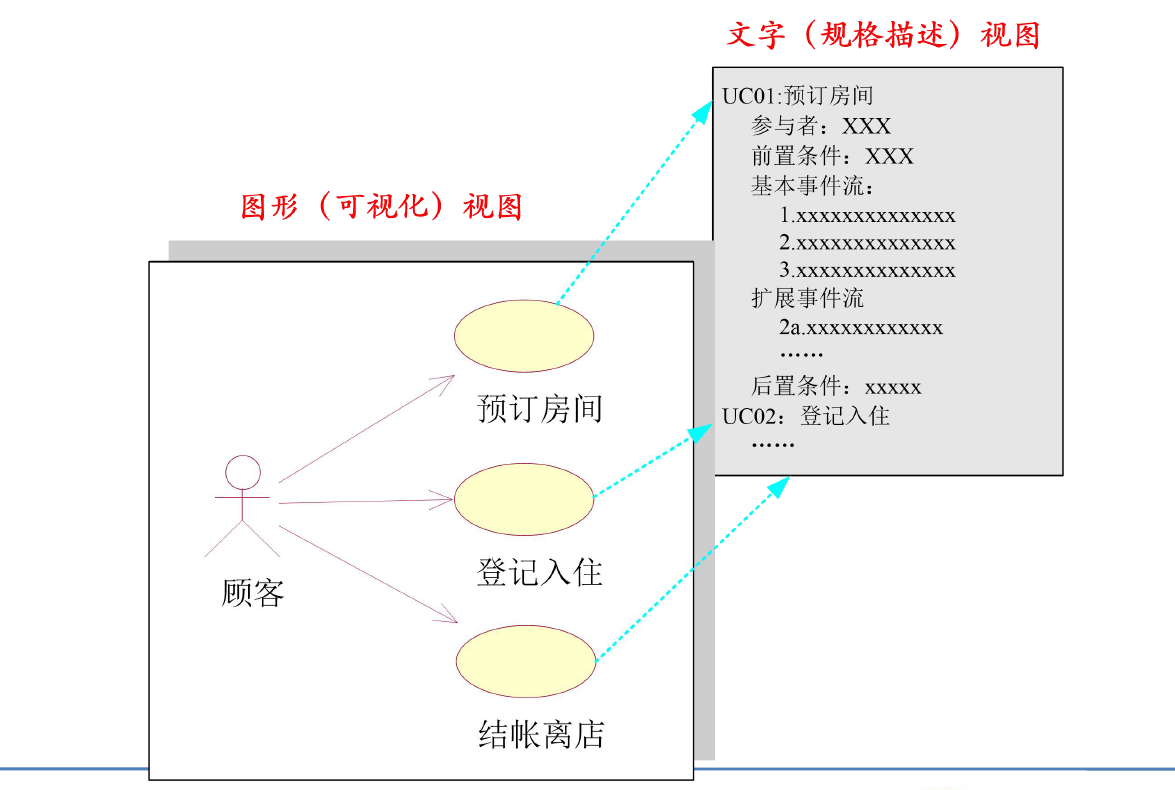 文字（规格描述）视图
UC01:预订房间
参与者：XXX
前置条件：XXX
基本事件流：
1.xxxxxxxxxxxxxx
2.xxxxxxxxxxxxxx
3.xxxxxxxxxxxxxx
扩展事件流
2a.xxxxxxxxxxxx
……
后置条件：xxxxx
UC02：登记入住
……
图形（可视化）视图
预订房间
登记入住
顾客
结帐离店